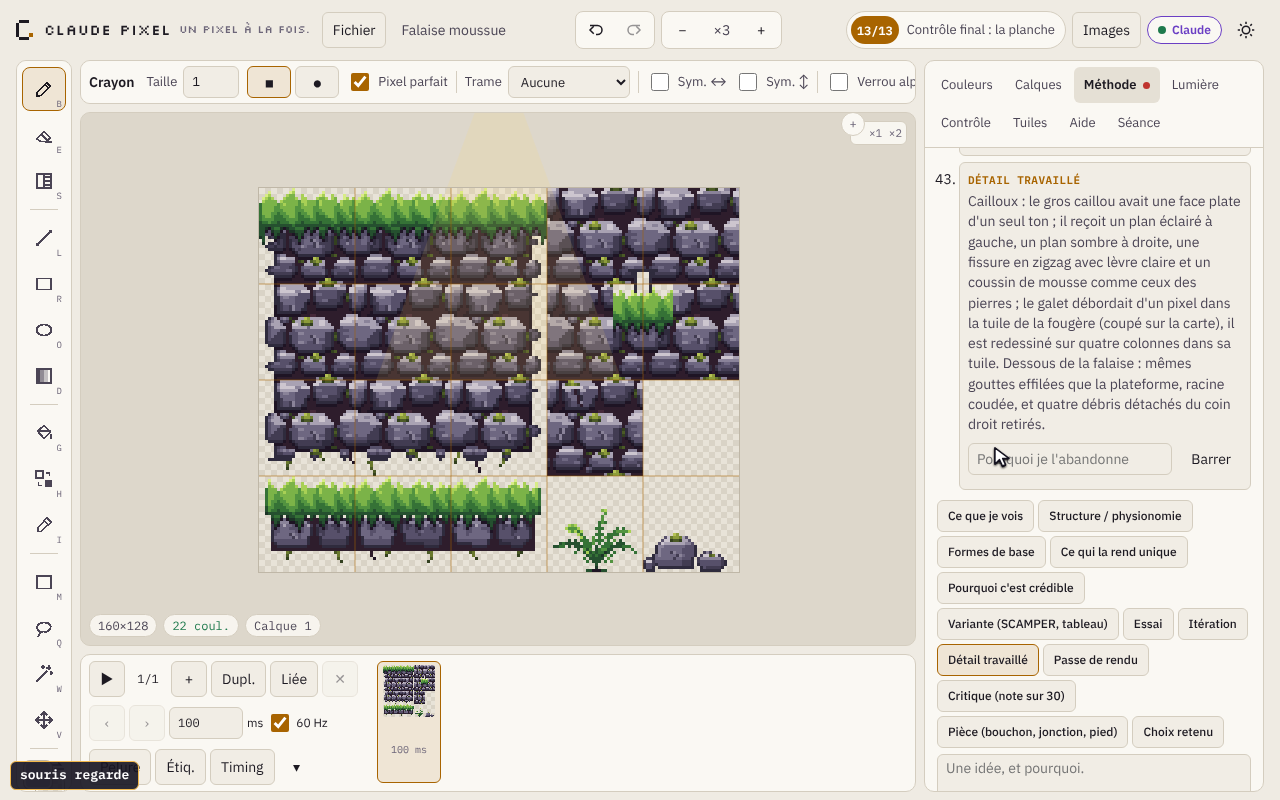 CLAUDE PIXEL UN PIXEL À LA FOIS. Fichier Falaise moussue − ×3 + 13/13 Contrôle final : la planche Images Claude
Crayon Taille 1 ■ ● Pixel parfait Trame Aucune Sym. ↔ Sym. ↕ Verrou alp
B
E
S
L
R
O
D
G
H
I
M
Q
W
V
+ ×1 ×2
160×128 22 coul. Calque 1
1/1 + Dupl. Liée ×
‹ › 100 ms 60 Hz
Étiq. Timing ▼
100 ms
souris regarde
Couleurs Calques Méthode Lumière
Contrôle Tuiles Aide Séance
43. DÉTAIL TRAVAILLÉ
Cailloux : le gros caillou avait une face plate
d'un seul ton ; il reçoit un plan éclairé à
gauche, un plan sombre à droite, une
fissure en zigzag avec lèvre claire et un
coussin de mousse comme ceux des
pierres ; le galet débordait d'un pixel dans
la tuile de la fougère (coupé sur la carte), il
est redessiné sur quatre colonnes dans sa
tuile. Dessous de la falaise : mêmes
gouttes effilées que la plateforme, racine
coudée, et quatre débris détachés du coin
droit retirés.
Pourquoi je l'abandonne Barrer
Ce que je vois Structure / physionomie
Formes de base Ce qui la rend unique
Pourquoi c'est crédible
Variante (SCAMPER, tableau) Essai Itération
Détail travaillé Passe de rendu
Critique (note sur 30)
Pièce (bouchon, jonction, pied) Choix retenu
Une idée, et pourquoi.